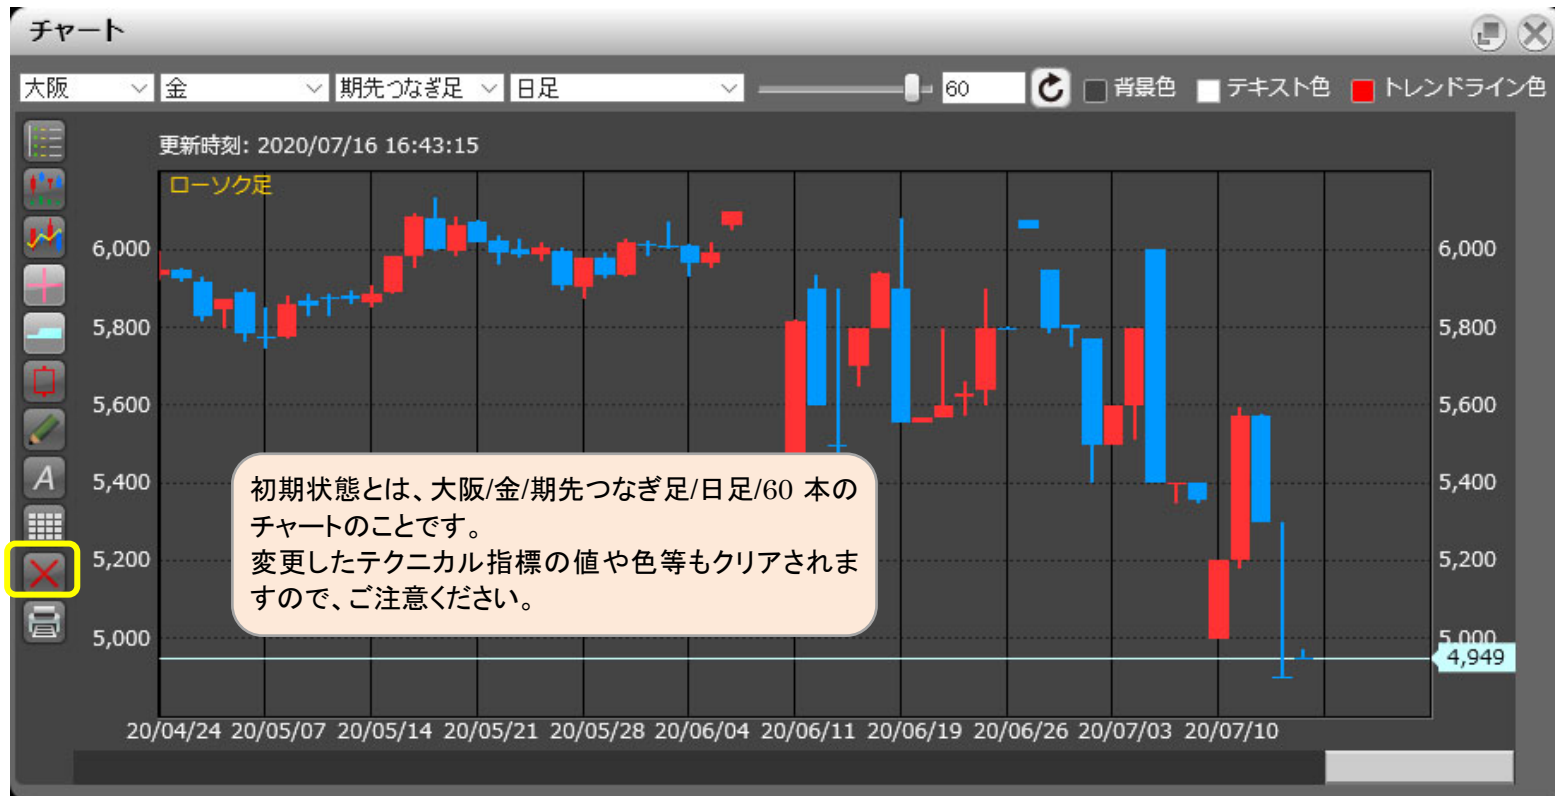 チャート
大阪 金 期先つなぎ足 日足 60 背景色 テキスト色 トレンドライン色
更新時刻: 2020/07/16 16:43:15
ローソク足
6,000 6,000
5,800 5,800
5,600 5,600
5,400 5,400
5,200 5,200
5,000 5,000
4,949
A
初期状態とは、大阪/金/期先つなぎ足/日足/60 本の
チャートのことです。
変更したテクニカル指標の値や色等もクリアされま
すので、ご注意ください。
20/04/24 20/05/07 20/05/14 20/05/21 20/05/28 20/06/04 20/06/11 20/06/19 20/06/26 20/07/03 20/07/10